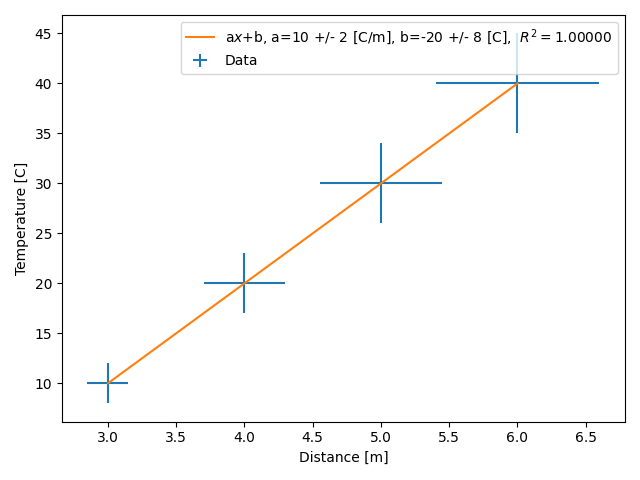 ax+b, a=10 +/- 2 [C/m], b=-20 +/- 8 [C], R² = 1.00000
Data
45
40
35
30
25
20
15
10
Temperature [C]
3.0 3.5 4.0 4.5 5.0 5.5 6.0 6.5
Distance [m]